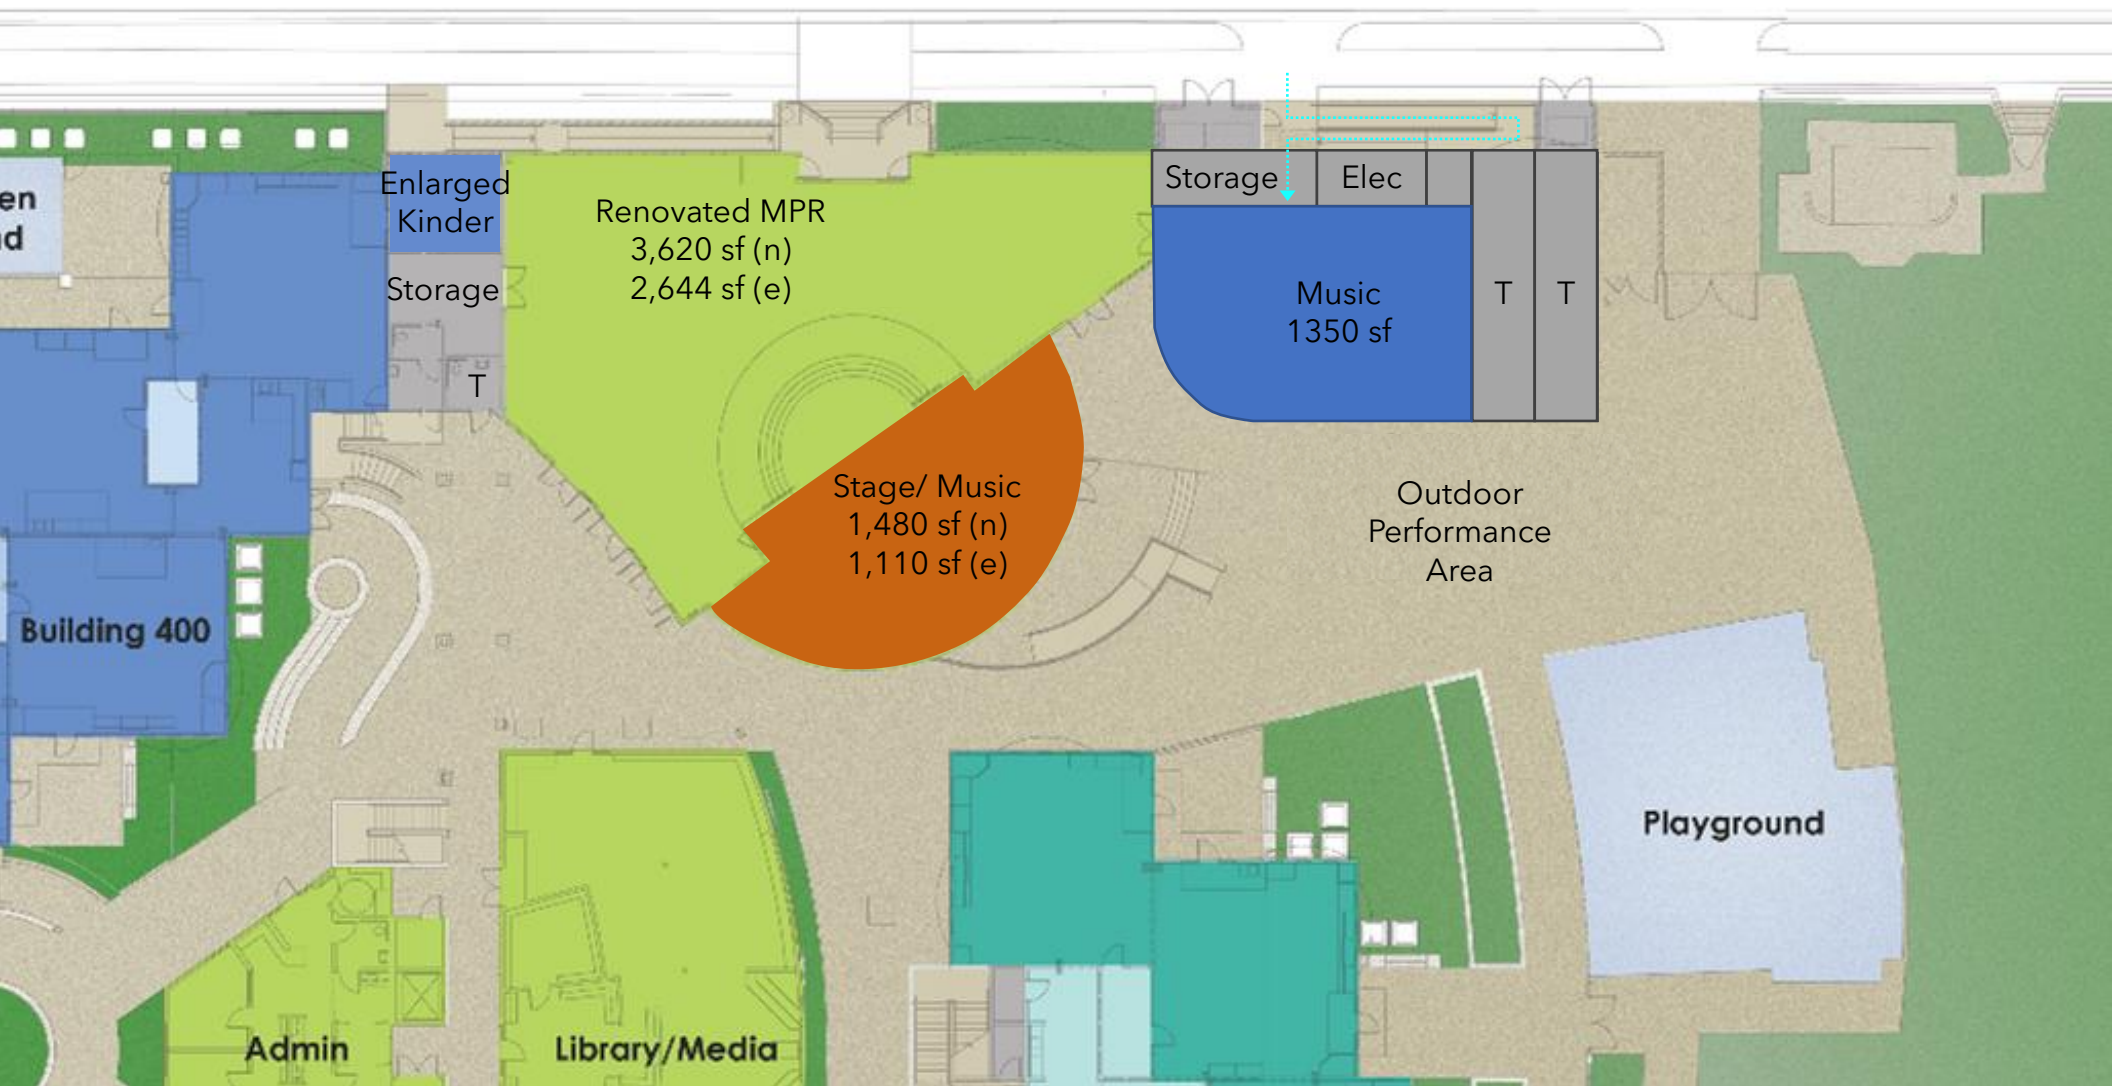 en
d
Enlarged
Kinder
Storage
T
Renovated MPR
3,620 sf (n)
2,644 sf (e)
Storage
Elec
Music
1350 sf
T
T
Stage/ Music
1,480 sf (n)
1,110 sf (e)
Outdoor
Performance
Area
Building 400
Playground
Admin
Library/Media